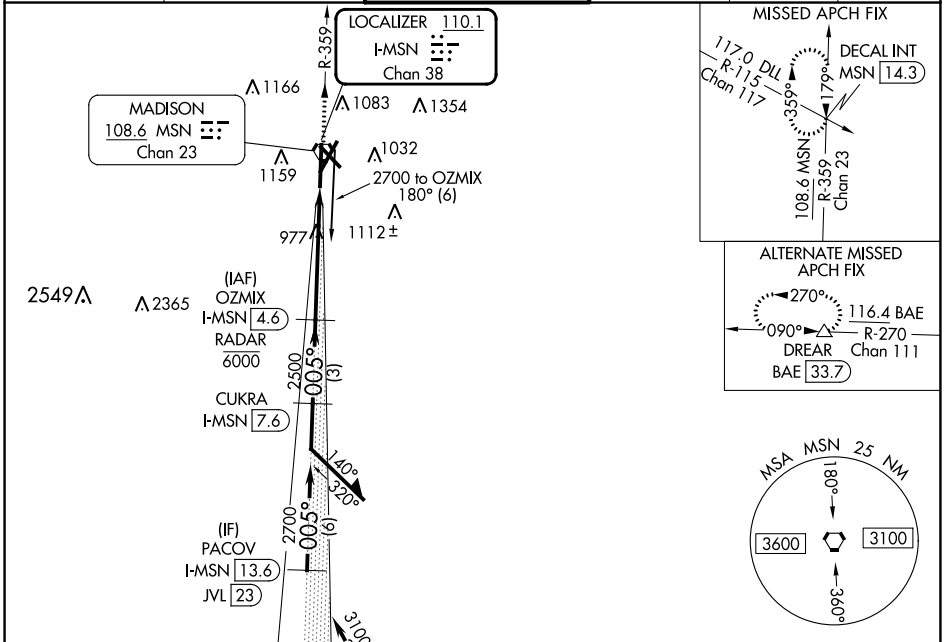 LOCALIZER 110.1
I-MSN
Chan 38
R-359
MADISON
108.6 MSN
Chan 23
1166
1083
1354
1159
1032
2700 to OZMIX
180° (6)
1112 ±
977
2549
2365
(IAF)
OZMIX
I-MSN 4.6
RADAR
6000
2500
005°
(3)
CUKRA
I-MSN 7.6
140°
320°
2700
005°
(6)
(IF)
PACOV
I-MSN 13.6
JVL 23
3100
MISSED APCH FIX
117.0 DLL
R-115
Chan 117
359°
179°
DECAL INT
MSN 14.3
108.6 MSN
R-359
Chan 23
ALTERNATE MISSED
APCH FIX
270°
090°
116.4 BAE
R-270
Chan 111
DREAR
BAE 33.7
MSA MSN 25 NM
180°
3600
3100
360°